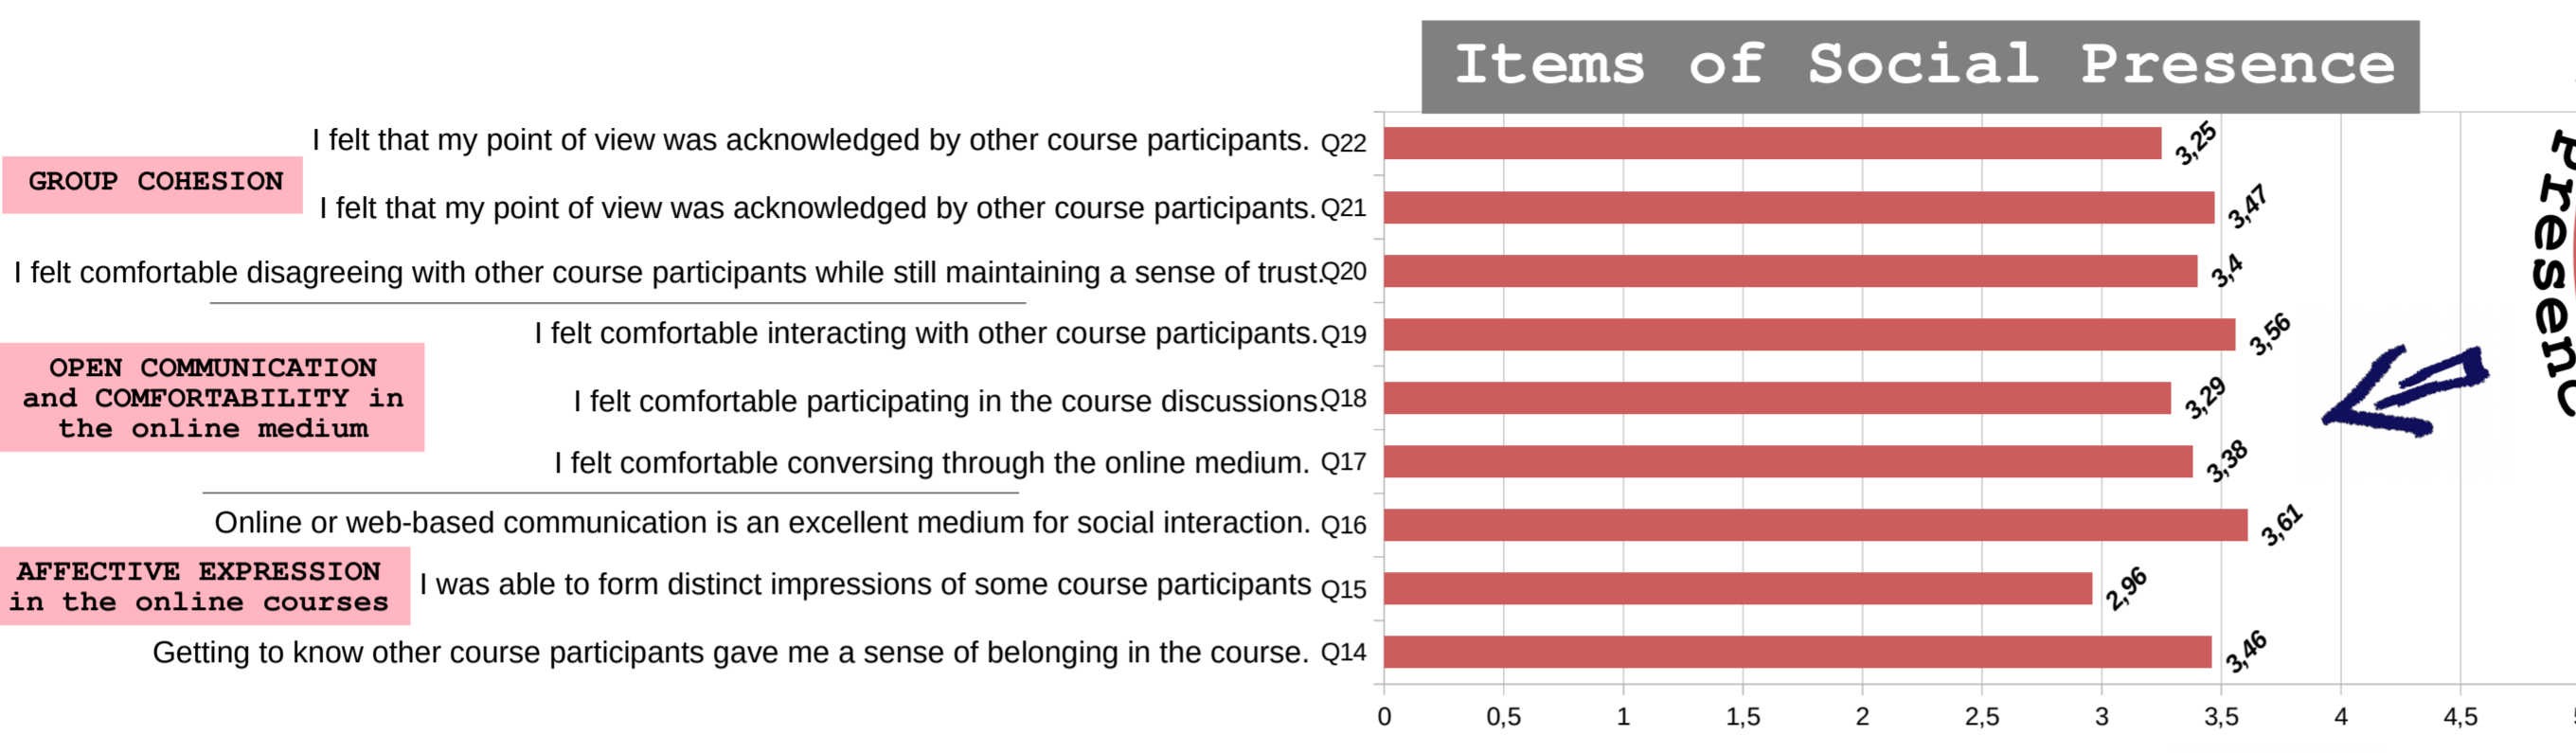 Items of Social Presence
I felt that my point of view was acknowledged by other course participants. Q22 3,25
GROUP COHESION
I felt that my point of view was acknowledged by other course participants. Q21 3,47
I felt comfortable disagreeing with other course participants while still maintaining a sense of trust. Q20 3,4
I felt comfortable interacting with other course participants. Q19 3,56
OPEN COMMUNICATION
and COMFORTABILITY in
the online medium
I felt comfortable participating in the course discussions. Q18 3,29
I felt comfortable conversing through the online medium. Q17 3,38
Online or web-based communication is an excellent medium for social interaction. Q16 3,61
AFFECTIVE EXPRESSION
in the online courses
I was able to form distinct impressions of some course participants Q15 2,96
Getting to know other course participants gave me a sense of belonging in the course. Q14 3,46
0 0,5 1 1,5 2 2,5 3 3,5 4 4,5
Presenc